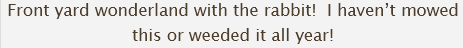 Front yard wonderland with the rabbit!  I haven’t mowed
this or weeded it all year!